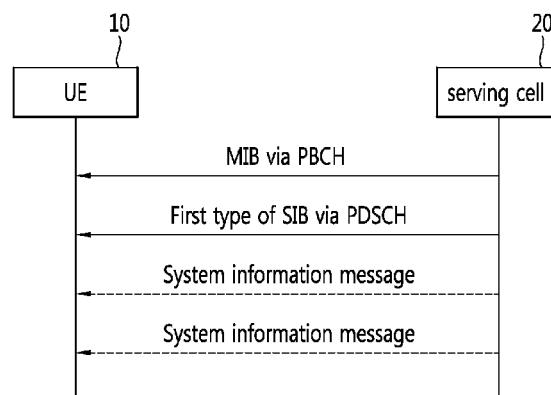 10
20
UE
serving cell
MIB via PBCH
First type of SIB via PDSCH
System information message
System information message